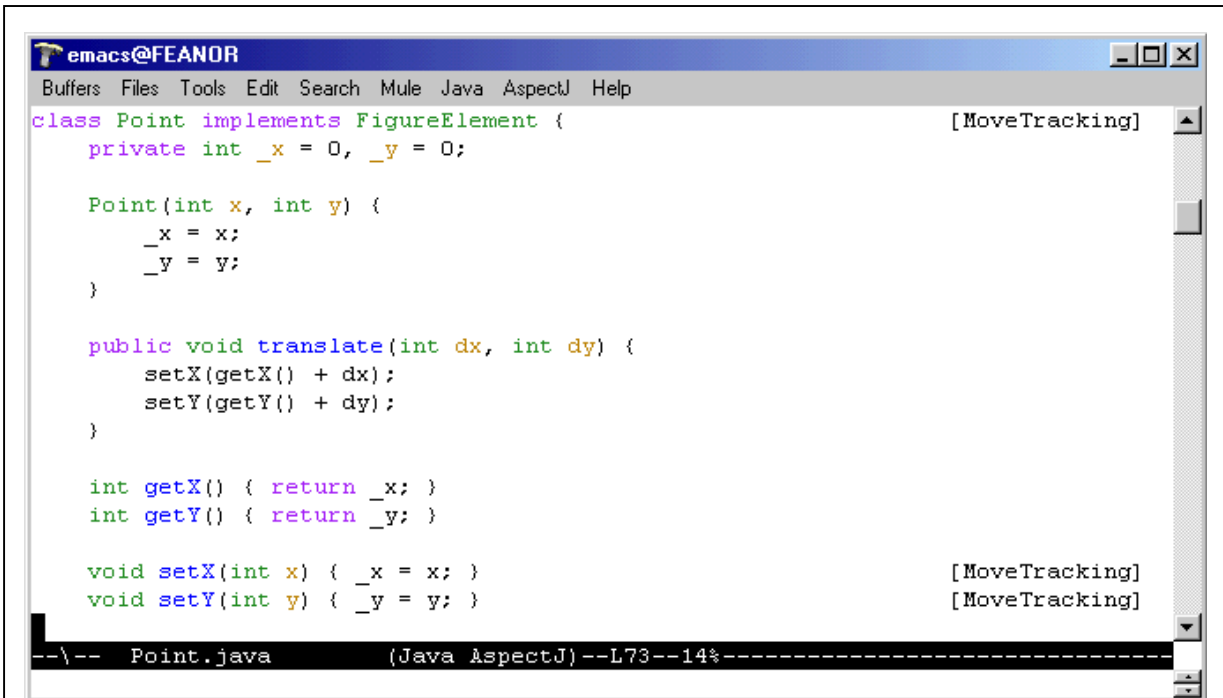 emacs@FEANOR
Buffers Files Tools Edit Search Mule Java AspectJ Help
class Point implements FigureElement { [MoveTracking]
    private int _x = 0, _y = 0;

    Point(int x, int y) {
        _x = x;
        _y = y;
    }

    public void translate(int dx, int dy) {
        setX(getX() + dx);
        setY(getY() + dy);
    }

    int getX() { return _x; }
    int getY() { return _y; }

    void setX(int x) { _x = x; } [MoveTracking]
    void setY(int y) { _y = y; } [MoveTracking]

--\-- Point.java (Java AspectJ)--L73--14%--------------------------------